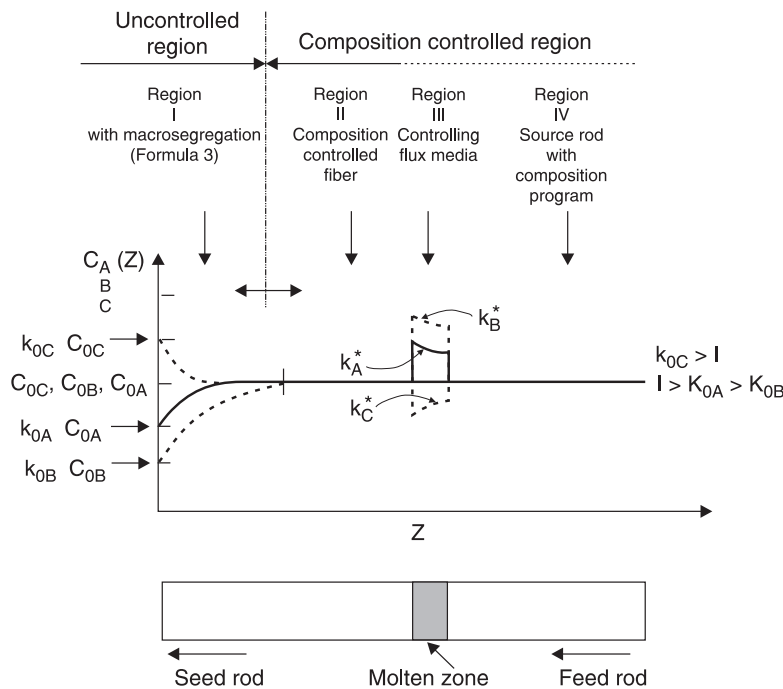 Uncontrolled
region
Composition controlled region
Region
I
with macrosegregation
(Formula 3)
Region
II
Composition
controlled
fiber
Region
III
Controlling
flux media
Region
IV
Source rod
with
composition
program
C_A (Z)
B
C
k_0C C_0C
C_0C, C_0B, C_0A
k_0A C_0A
k_0B C_0B
k_B^*
k_A^*
k_C^*
k_0C > I
I > K_0A > K_0B
Z
Seed rod
Molten zone
Feed rod